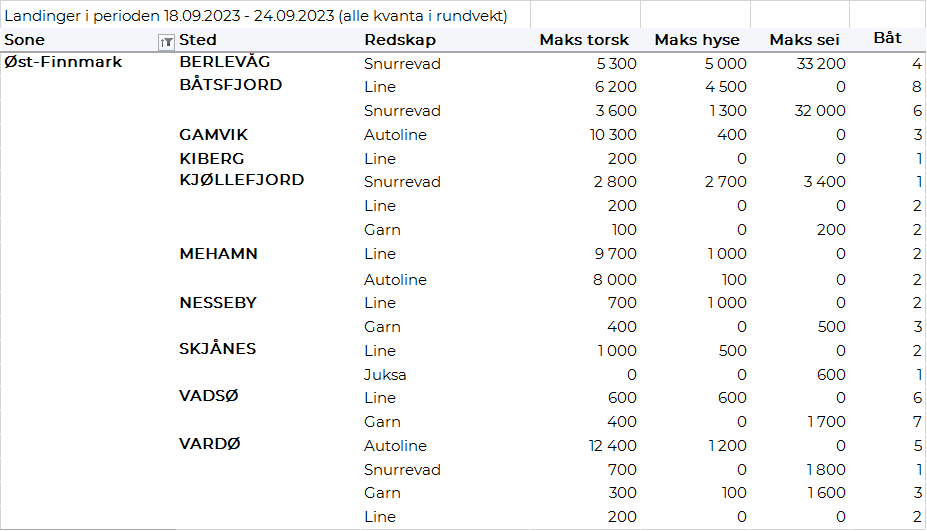 Landinger i perioden 18.09.2023 - 24.09.2023 (alle kvanta i rundvekt)
Sone Sted Redskap Maks torsk Maks hyse Maks sei Båt
Øst-Finnmark BERLEVÅG Snurrevad 5 300 5 000 33 200 4
BÅTSFJORD Line 6 200 4 500 0 8
Snurrevad 3 600 1 300 32 000 6
GAMVIK Autoline 10 300 400 0 3
KIBERG Line 200 0 0 1
KJØLLEFJORD Snurrevad 2 800 2 700 3 400 1
Line 200 0 0 2
Garn 100 0 200 2
MEHAMN Line 9 700 1 000 0 2
Autoline 8 000 100 0 2
NESSEBY Line 700 1 000 0 2
Garn 400 0 500 3
SKJÅNES Line 1 000 500 0 2
Juksa 0 0 600 1
VADSØ Line 600 600 0 6
Garn 400 0 1 700 7
VARDØ Autoline 12 400 1 200 0 5
Snurrevad 700 0 1 800 1
Garn 300 100 1 600 3
Line 200 0 0 2